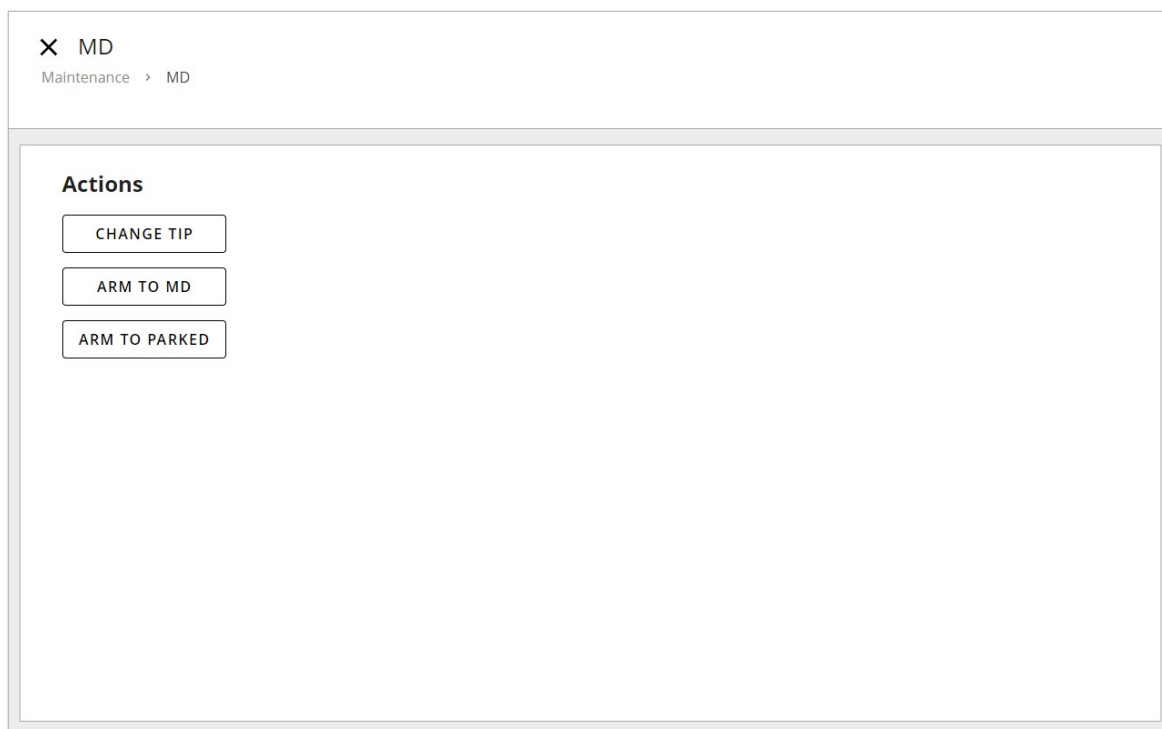 MD
Maintenance > MD
Actions
CHANGE TIP
ARM TO MD
ARM TO PARKED